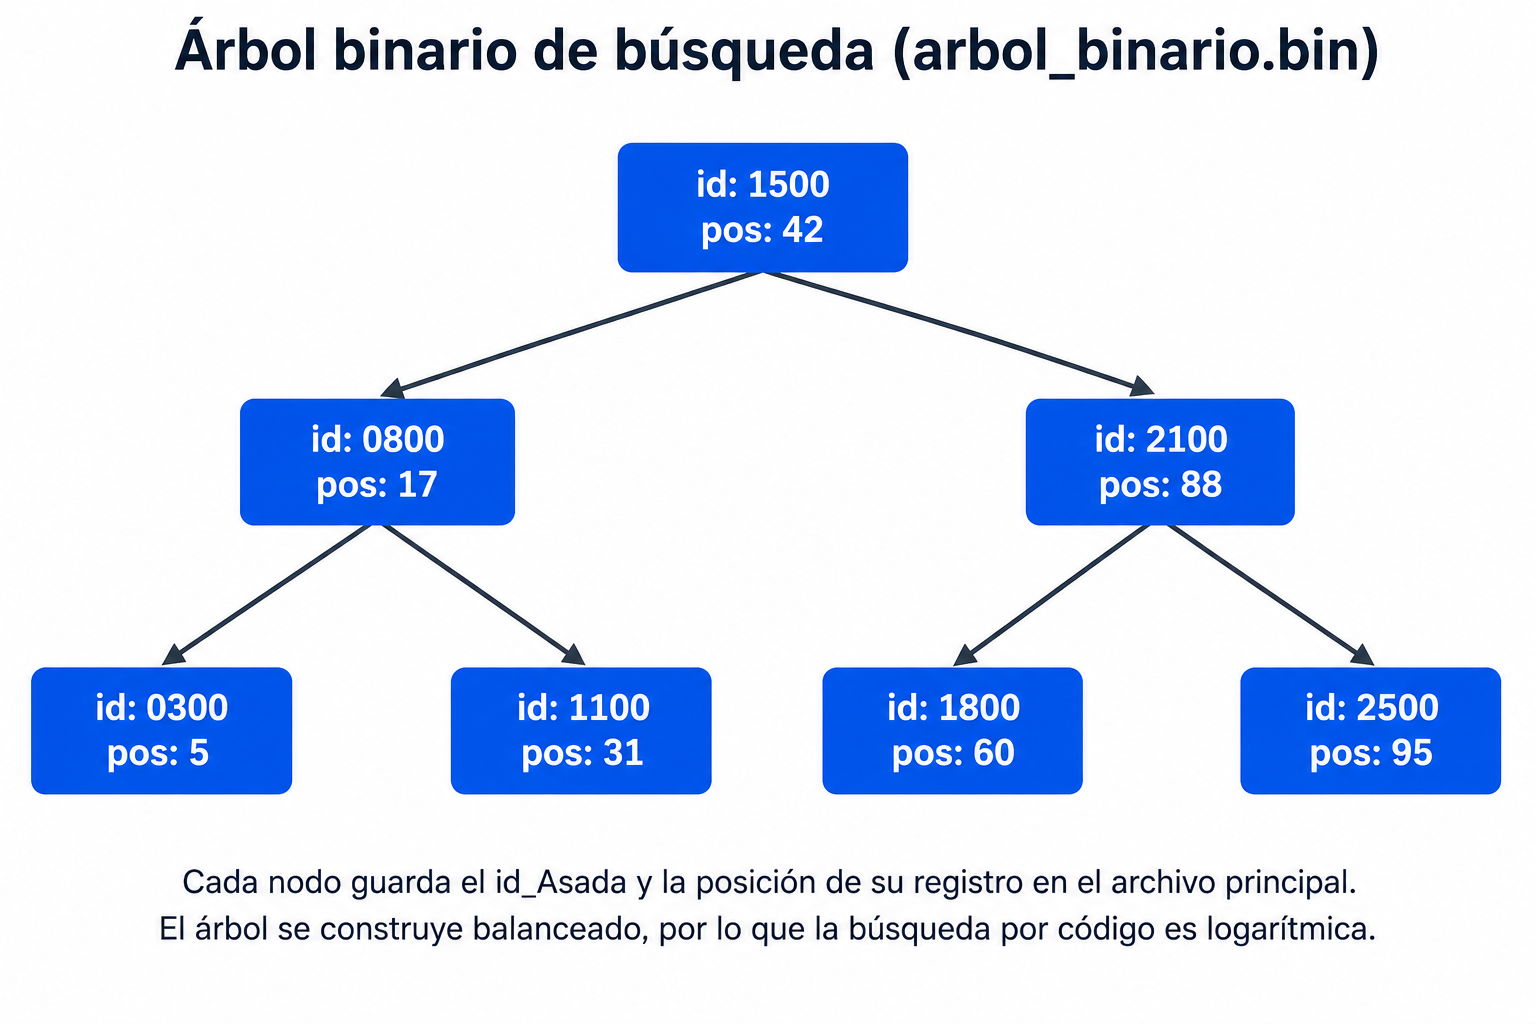 Árbol binario de búsqueda (arbol_binario.bin)
id: 1500
pos: 42
id: 0800
pos: 17
id: 2100
pos: 88
id: 0300
pos: 5
id: 1100
pos: 31
id: 1800
pos: 60
id: 2500
pos: 95
Cada nodo guarda el id_Asada y la posición de su registro en el archivo principal.
El árbol se construye balanceado, por lo que la búsqueda por código es logarítmica.